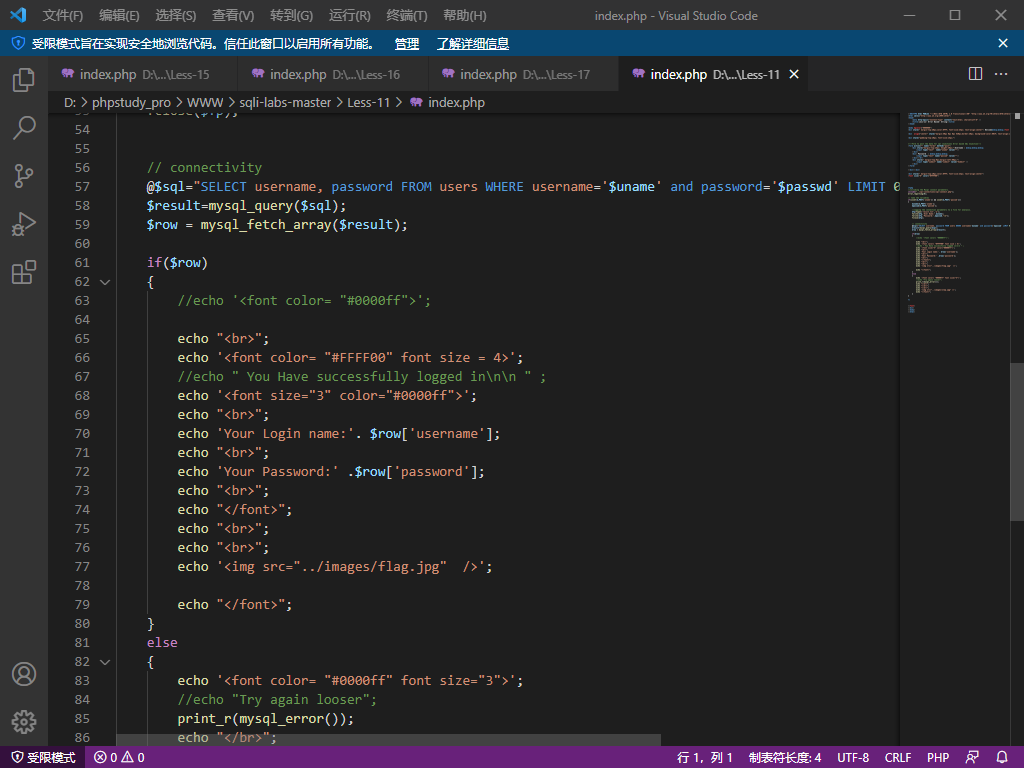 文件(F) 编辑(E) 选择(S) 查看(V) 转到(G) 运行(R) 终端(T) 帮助(H) index.php - Visual Studio Code
受限模式旨在实现安全地浏览代码。信任此窗口以启用所有功能。 管理 了解详细信息
index.php D:\...\Less-15 index.php D:\...\Less-16 index.php D:\...\Less-17 index.php D:\...\Less-11
D: > phpstudy_pro > WWW > sqli-labs-master > Less-11 > index.php
54
55
56 // connectivity
57 @$sql="SELECT username, password FROM users WHERE username='$uname' and password='$passwd' LIMIT 0
58 $result=mysql_query($sql);
59 $row = mysql_fetch_array($result);
60
61 if($row)
62 {
63 //echo '<font color= "#0000ff">';
64
65 echo "<br>";
66 echo '<font color= "#FFFF00" font size = 4>';
67 //echo " You Have successfully logged in\n\n " ;
68 echo '<font size="3" color="#0000ff">';
69 echo "<br>";
70 echo 'Your Login name:'. $row['username'];
71 echo "<br>";
72 echo 'Your Password:' .$row['password'];
73 echo "<br>";
74 echo "</font>";
75 echo "<br>";
76 echo "<br>";
77 echo '<img src="../images/flag.jpg"  />';
78
79 echo "</font>";
80 }
81 else
82 {
83 echo '<font color= "#0000ff" font size="3">';
84 //echo "Try again looser";
85 print_r(mysql_error());
86 echo "</br>";
受限模式 0 0 行 1，列 1 制表符长度: 4 UTF-8 CRLF PHP